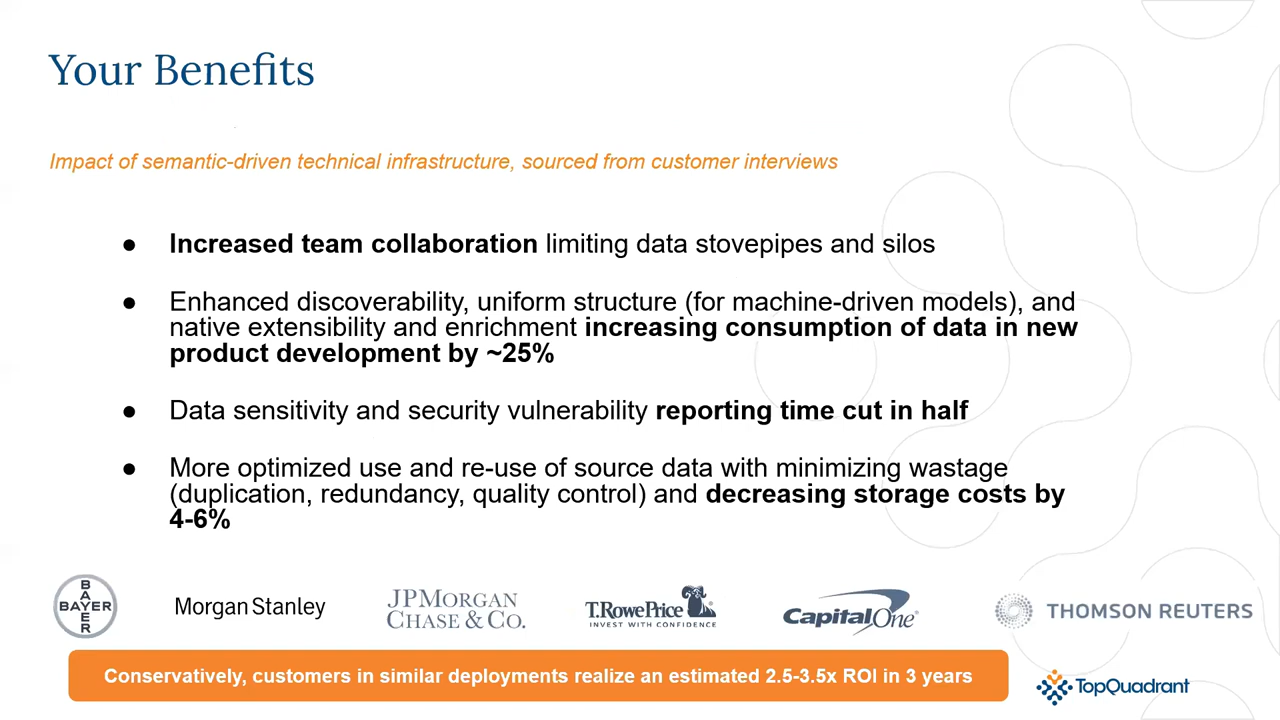 Your Benefits
Impact of semantic-driven technical infrastructure, sourced from customer interviews
● Increased team collaboration limiting data stovepipes and silos
● Enhanced discoverability, uniform structure (for machine-driven models), and
native extensibility and enrichment increasing consumption of data in new
product development by ~25%
● Data sensitivity and security vulnerability reporting time cut in half
● More optimized use and re-use of source data with minimizing wastage
(duplication, redundancy, quality control) and decreasing storage costs by
4-6%
BAYER
BAYER
Morgan Stanley
JPMORGAN
CHASE & CO.
T.RowePrice
INVEST WITH CONFIDENCE
CapitalOne®
THOMSON REUTERS
Conservatively, customers in similar deployments realize an estimated 2.5-3.5x ROI in 3 years
TopQuadrant